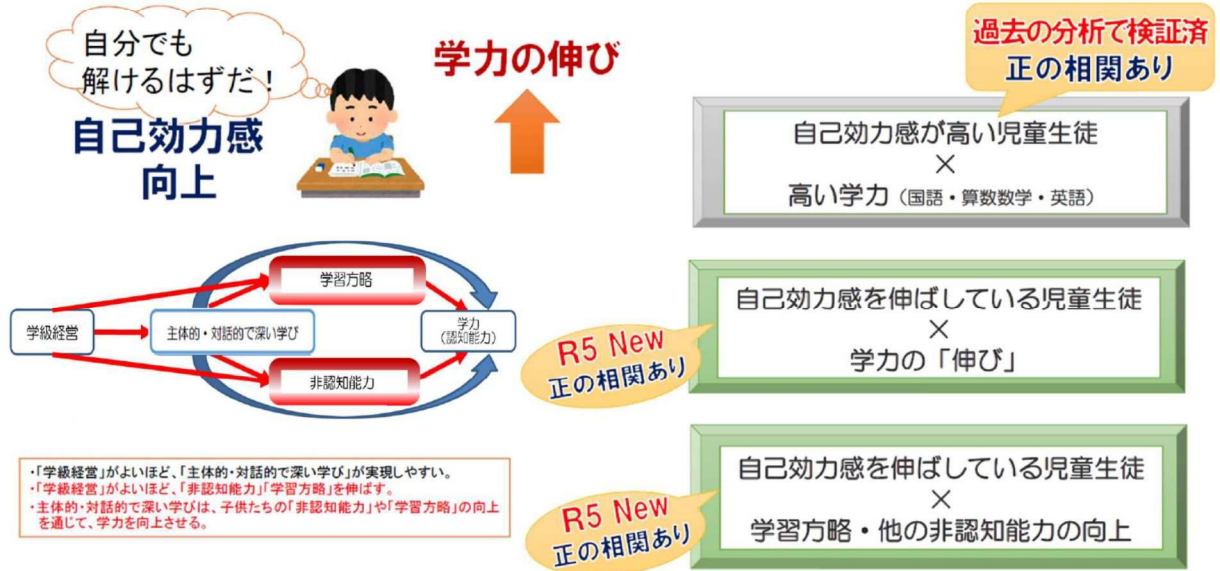 自分でも
解けるはずだ！
自己効力感
向上
学力の伸び
過去の分析で検証済
正の相関あり
自己効力感が高い児童生徒
×
高い学力（国語・算数数学・英語）
学級経営
主体的・対話的で深い学び
学習方略
非認知能力
学力
（認知能力）
R5 New
正の相関あり
自己効力感を伸ばしている児童生徒
×
学力の「伸び」
・「学級経営」がよいほど、「主体的・対話的で深い学び」が実現しやすい。
・「学級経営」がよいほど、「非認知能力」「学習方略」を伸ばす。
・主体的・対話的で深い学びは、子供たちの「非認知能力」や「学習方略」の向上
を通じて、学力を向上させる。
R5 New
正の相関あり
自己効力感を伸ばしている児童生徒
×
学習方略・他の非認知能力の向上